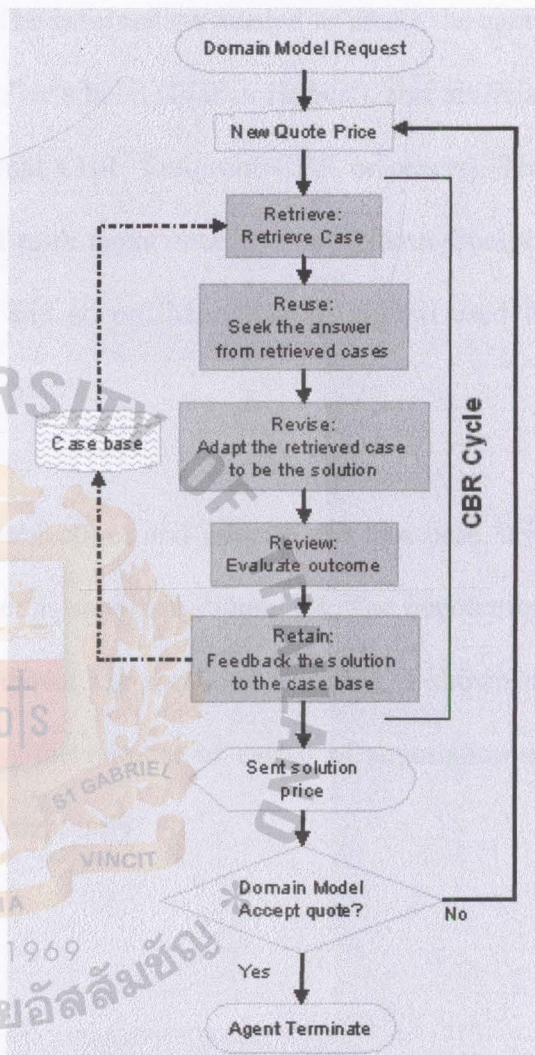 Domain Model Request
New Quote Price
Retrieve:
Retrieve Case
Reuse:
Seek the answer
from retrieved cases
Case base
Revise:
Adapt the retrieved case
to be the solution
CBR Cycle
Review:
Evaluate outcome
Retain:
Feedback the solution
to the case base
Sent solution
price
Domain Model
Accept quote?
No
Yes
Agent Terminate
RSITY OF THAILAND
S1 GABRIEL
VINCIT
1969
ยอัสสัมชัญ *